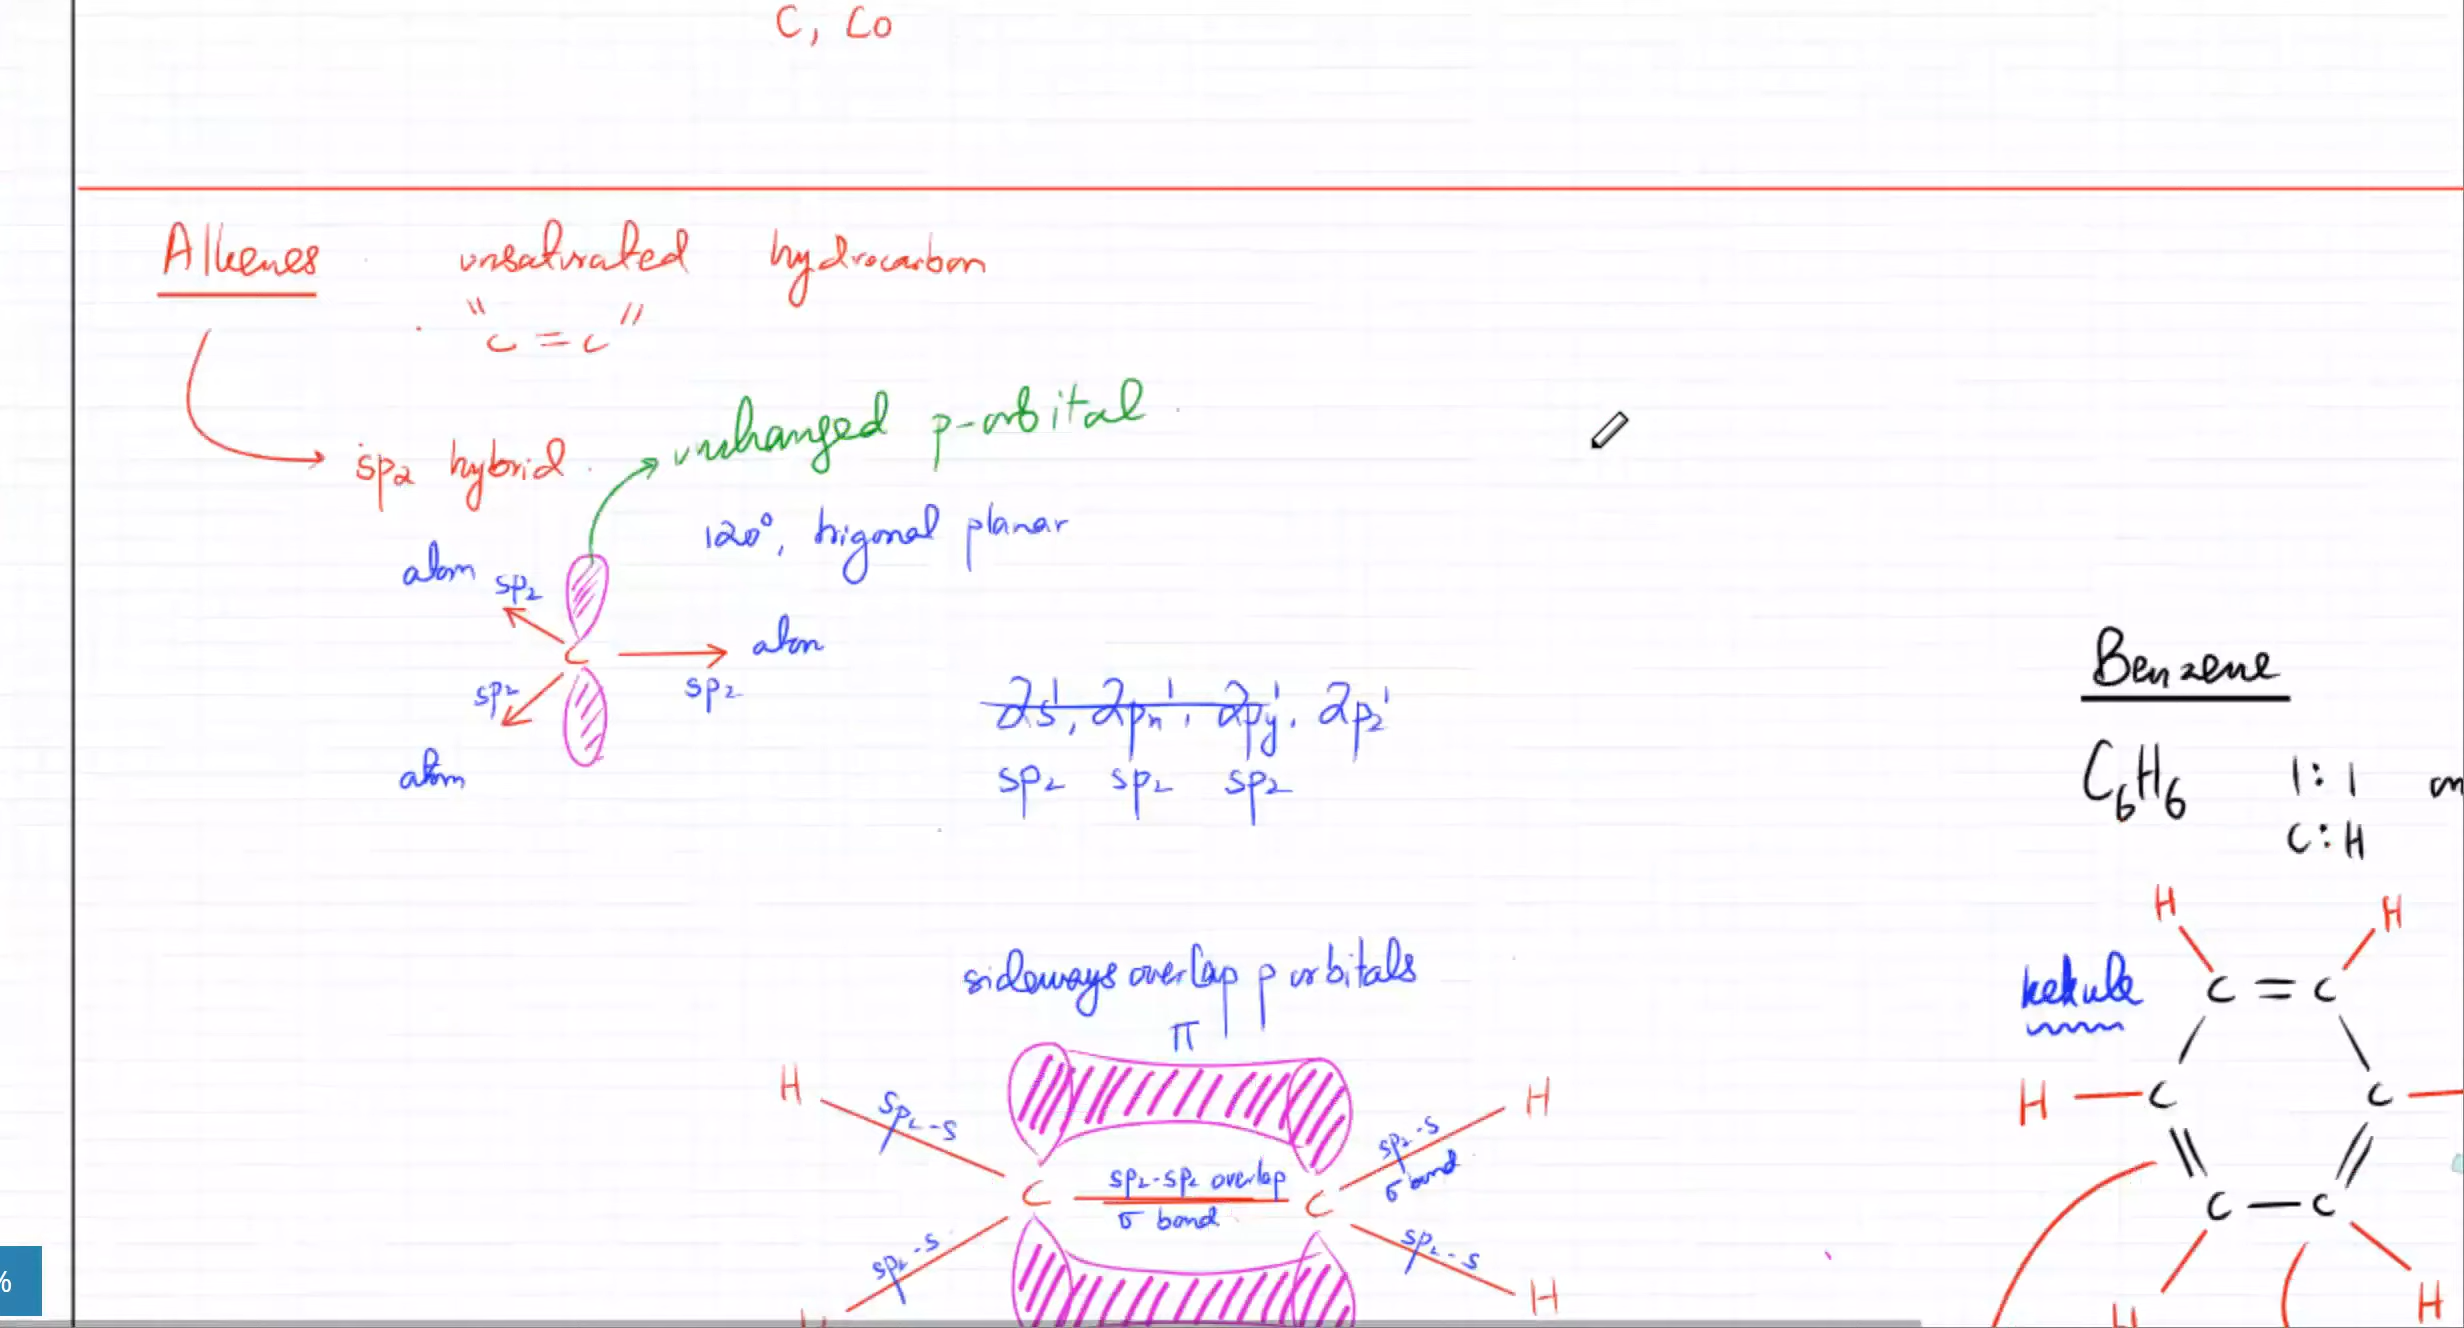 C, Co
Alkenes unsaturated hydrocarbon
"C = C"
unchanged p-orbital
sp2 hybrid
120°, trigonal planar
atom sp2
C atom
sp2 sp2
atom
2s¹, 2px¹, 2py¹, 2pz¹
sp2 sp2 sp2
Benzene
C6H6 1:1
C:H
sideways overlap p orbitals
π
H sp2-s sp2-s H
σ bond
C sp2-sp2 overlap C
σ bond
sp2-s sp2-s
H
H H
kekule C = C
H C C
C C
H H
%